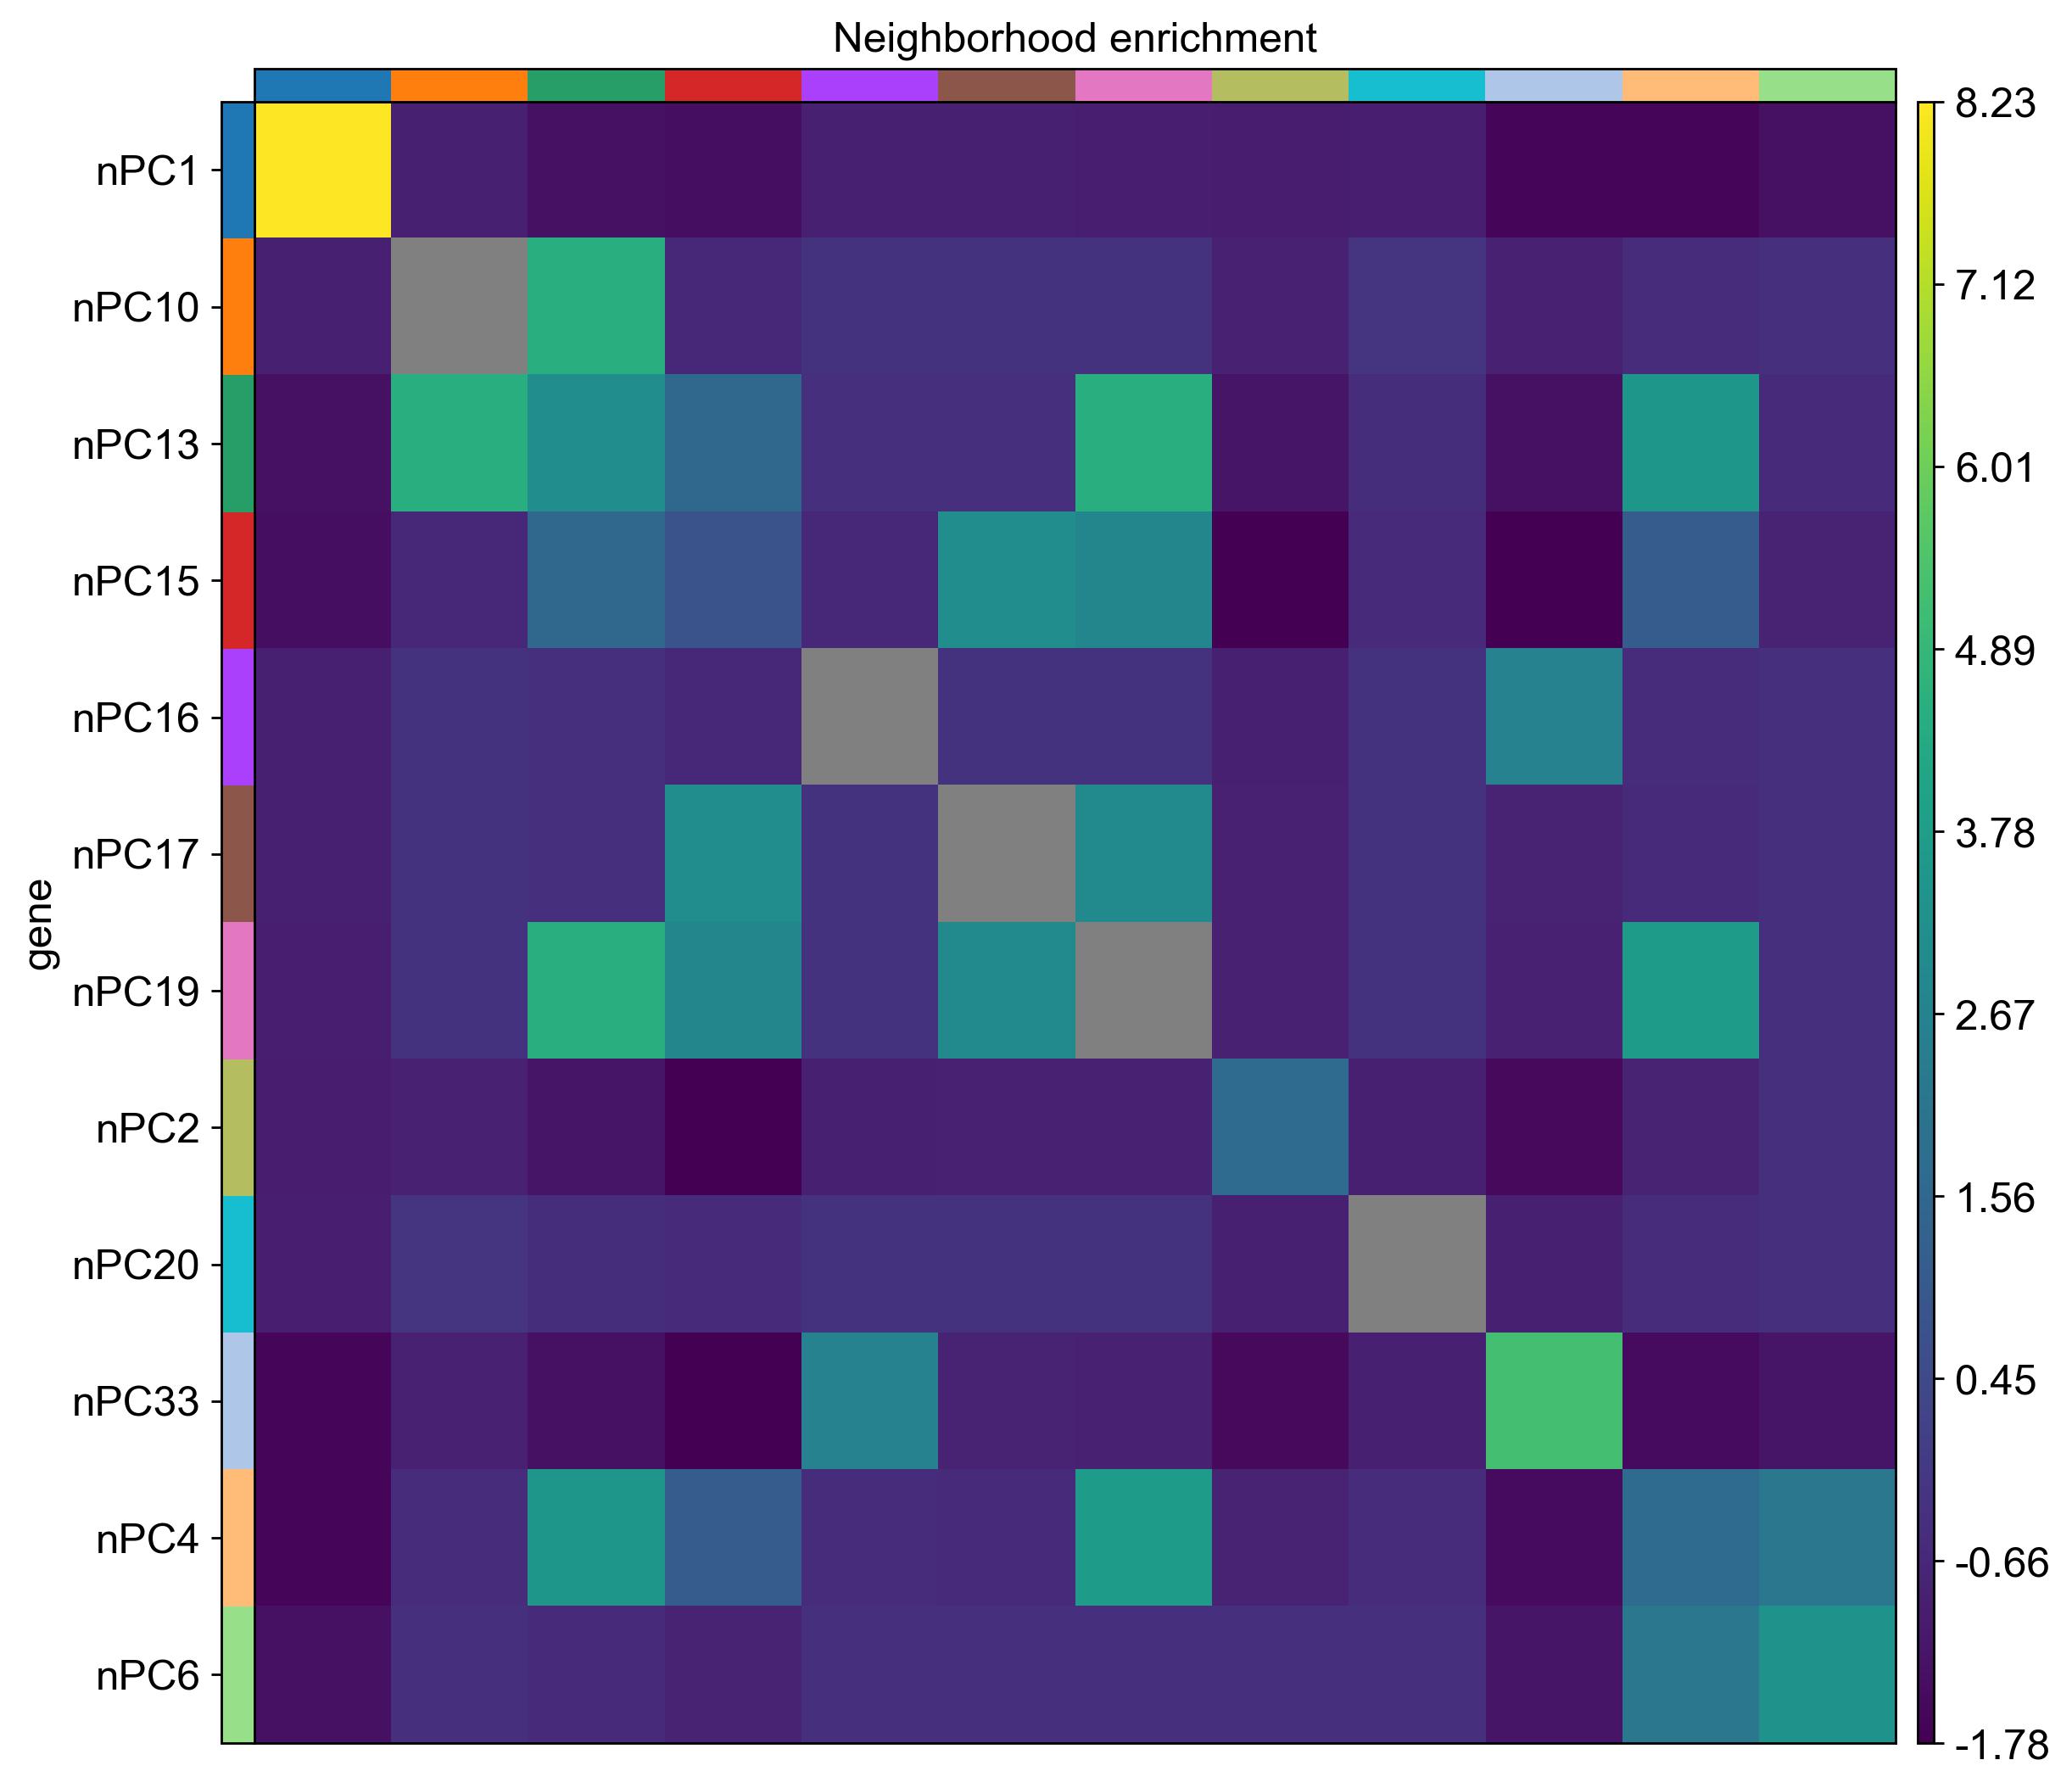 Neighborhood enrichment
gene
nPC1
nPC10
nPC13
nPC15
nPC16
nPC17
nPC19
nPC2
nPC20
nPC33
nPC4
nPC6
8.23
7.12
6.01
4.89
3.78
2.67
1.56
0.45
-0.66
-1.78